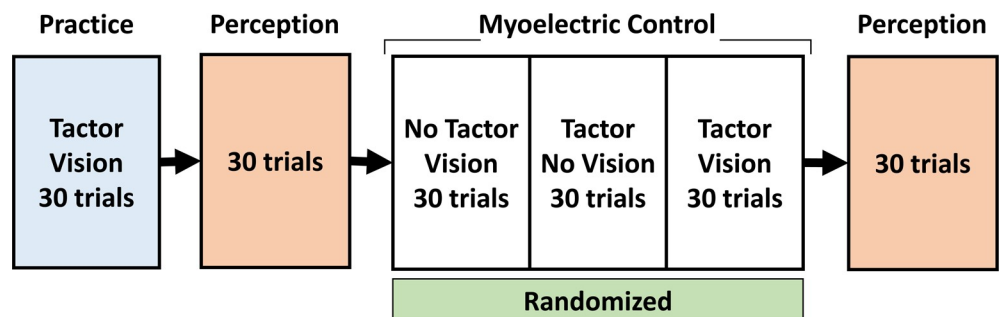 Practice
Perception
Myoelectric Control
Perception
Tactor
Vision
30 trials
30 trials
No Tactor
Vision
30 trials
Tactor
No Vision
30 trials
Tactor
Vision
30 trials
30 trials
Randomized